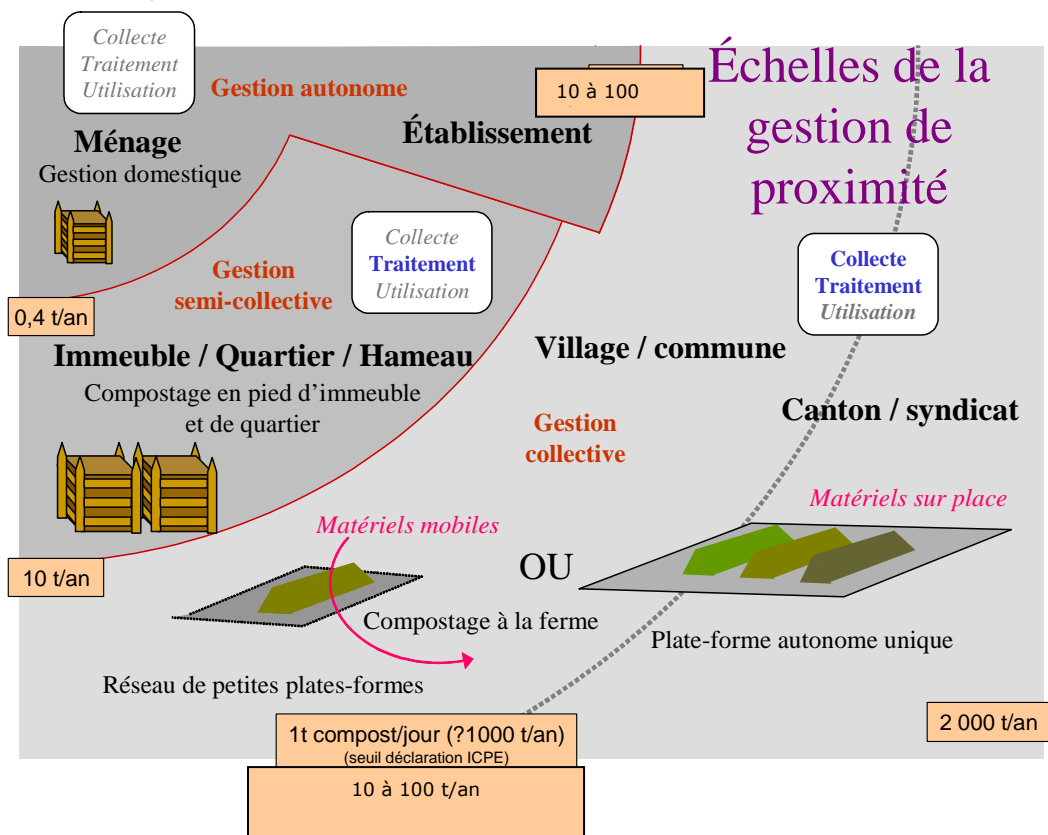 Échelles de la
gestion de
proximité
Collecte
Traitement
Utilisation
Gestion autonome
10 à 100
Ménage
Gestion domestique
Établissement
0,4 t/an
Gestion
semi-collective
Collecte
Traitement
Utilisation
Immeuble / Quartier / Hameau
Compostage en pied d’immeuble
et de quartier
10 t/an
Collecte
Traitement
Utilisation
Village / commune
Canton / syndicat
Gestion
collective
Matériels mobiles
Matériels sur place
OU
Compostage à la ferme
Réseau de petites plates-formes
Plate-forme autonome unique
2 000 t/an
1t compost/jour (?1000 t/an)
(seuil déclaration ICPE)
10 à 100 t/an